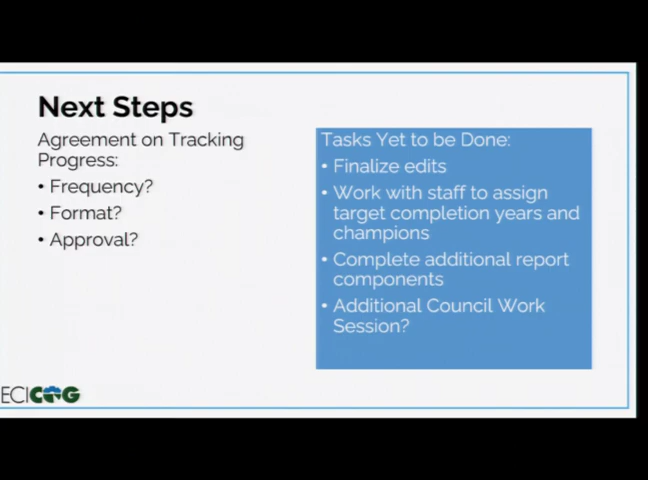 Next Steps
Agreement on Tracking
Progress:
• Frequency?
• Format?
• Approval?
Tasks Yet to be Done:
• Finalize edits
• Work with staff to assign
target completion years and
champions
• Complete additional report
components
• Additional Council Work
Session?
ECICOG